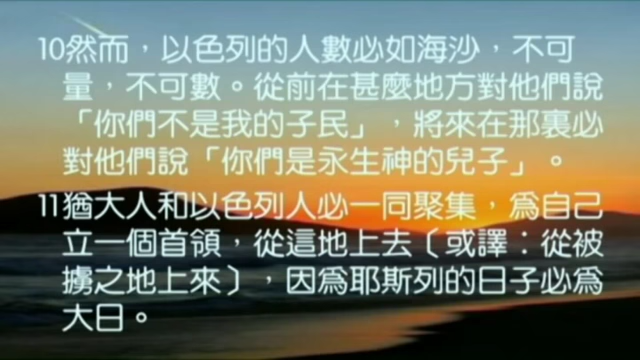 10然而，以色列的人數必如海沙，不可
量，不可數。從前在甚麼地方對他們說
「你們不是我的子民」，將來在那裏必
對他們說「你們是永生神的兒子」。
11猶大人和以色列人必一同聚集，為自己
立一個首領，從這地上去〔或譯：從被
擄之地上來〕，因為耶斯列的日子必為
大日。